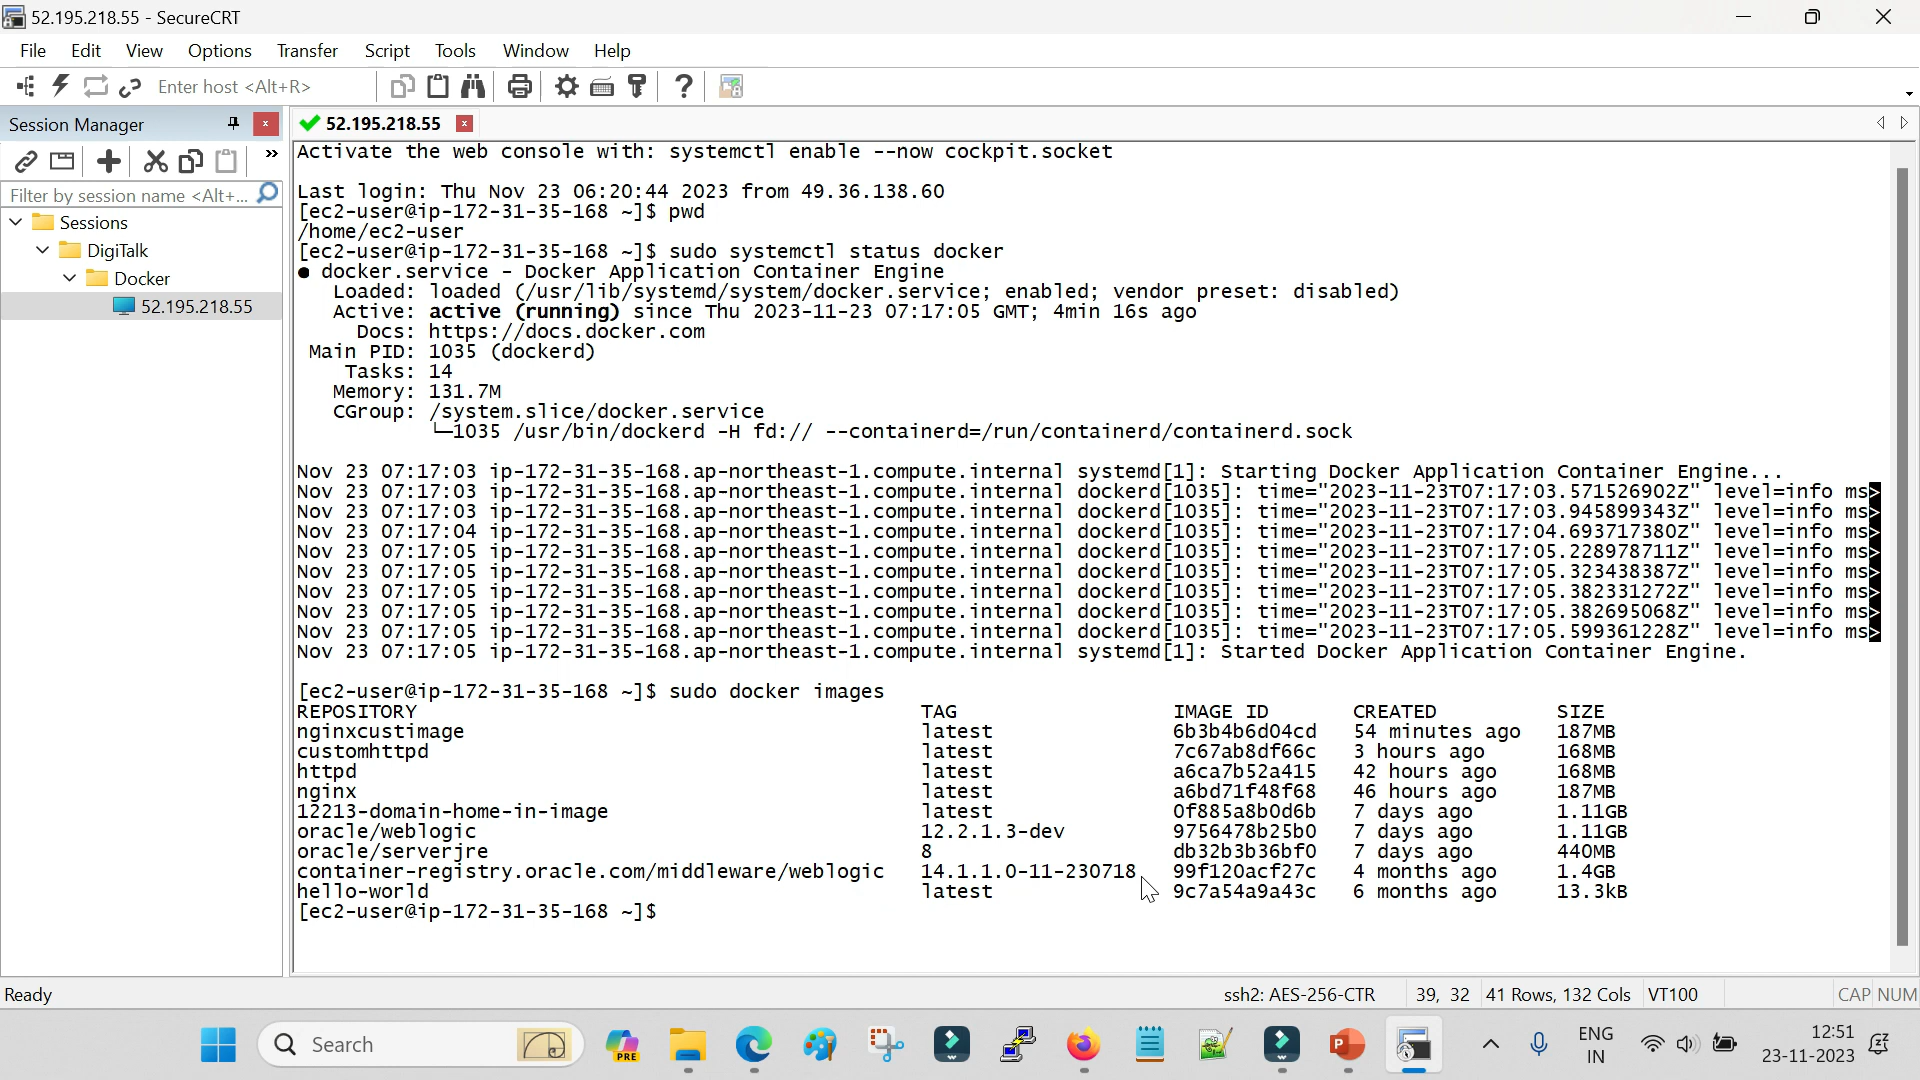 52.195.218.55 - SecureCRT
File Edit View Options Transfer Script Tools Window Help
Enter host <Alt+R>
Session Manager
52.195.218.55
Filter by session name <Alt+...
Sessions
DigiTalk
Docker
52.195.218.55
Activate the web console with: systemctl enable --now cockpit.socket
Last login: Thu Nov 23 06:20:44 2023 from 49.36.138.60
[ec2-user@ip-172-31-35-168 ~]$ pwd
/home/ec2-user
[ec2-user@ip-172-31-35-168 ~]$ sudo systemctl status docker
● docker.service - Docker Application Container Engine
Loaded: loaded (/usr/lib/systemd/system/docker.service; enabled; vendor preset: disabled)
Active: active (running) since Thu 2023-11-23 07:17:05 GMT; 4min 16s ago
Docs: https://docs.docker.com
Main PID: 1035 (dockerd)
Tasks: 14
Memory: 131.7M
CGroup: /system.slice/docker.service
└─1035 /usr/bin/dockerd -H fd:// --containerd=/run/containerd/containerd.sock
Nov 23 07:17:03 ip-172-31-35-168.ap-northeast-1.compute.internal systemd[1]: Starting Docker Application Container Engine...
Nov 23 07:17:03 ip-172-31-35-168.ap-northeast-1.compute.internal dockerd[1035]: time="2023-11-23T07:17:03.571526902Z" level=info ms>
Nov 23 07:17:03 ip-172-31-35-168.ap-northeast-1.compute.internal dockerd[1035]: time="2023-11-23T07:17:03.945899343Z" level=info ms>
Nov 23 07:17:04 ip-172-31-35-168.ap-northeast-1.compute.internal dockerd[1035]: time="2023-11-23T07:17:04.693717380Z" level=info ms>
Nov 23 07:17:05 ip-172-31-35-168.ap-northeast-1.compute.internal dockerd[1035]: time="2023-11-23T07:17:05.228978711Z" level=info ms>
Nov 23 07:17:05 ip-172-31-35-168.ap-northeast-1.compute.internal dockerd[1035]: time="2023-11-23T07:17:05.323438387Z" level=info ms>
Nov 23 07:17:05 ip-172-31-35-168.ap-northeast-1.compute.internal dockerd[1035]: time="2023-11-23T07:17:05.382331272Z" level=info ms>
Nov 23 07:17:05 ip-172-31-35-168.ap-northeast-1.compute.internal dockerd[1035]: time="2023-11-23T07:17:05.382695068Z" level=info ms>
Nov 23 07:17:05 ip-172-31-35-168.ap-northeast-1.compute.internal dockerd[1035]: time="2023-11-23T07:17:05.599361228Z" level=info ms>
Nov 23 07:17:05 ip-172-31-35-168.ap-northeast-1.compute.internal systemd[1]: Started Docker Application Container Engine.
[ec2-user@ip-172-31-35-168 ~]$ sudo docker images
REPOSITORY TAG IMAGE ID CREATED SIZE
nginxcustimage latest 6b3b4b6d04cd 54 minutes ago 187MB
customhttpd latest 7c67ab8df66c 3 hours ago 168MB
httpd latest a6ca7b52a415 42 hours ago 168MB
nginx latest a6bd71f48f68 46 hours ago 187MB
12213-domain-home-in-image latest 0f885a8b0d6b 7 days ago 1.11GB
oracle/weblogic 12.2.1.3-dev 9756478b25b0 7 days ago 1.11GB
oracle/serverjre 8 db32b3b36bf0 7 days ago 440MB
container-registry.oracle.com/middleware/weblogic 14.1.1.0-11-230718 99f120acf27c 4 months ago 1.4GB
hello-world latest 9c7a54a9a43c 6 months ago 13.3kB
[ec2-user@ip-172-31-35-168 ~]$
Ready ssh2: AES-256-CTR 39, 32 41 Rows, 132 Cols VT100 CAP NUM
Search PRE ENG IN 12:51 23-11-2023